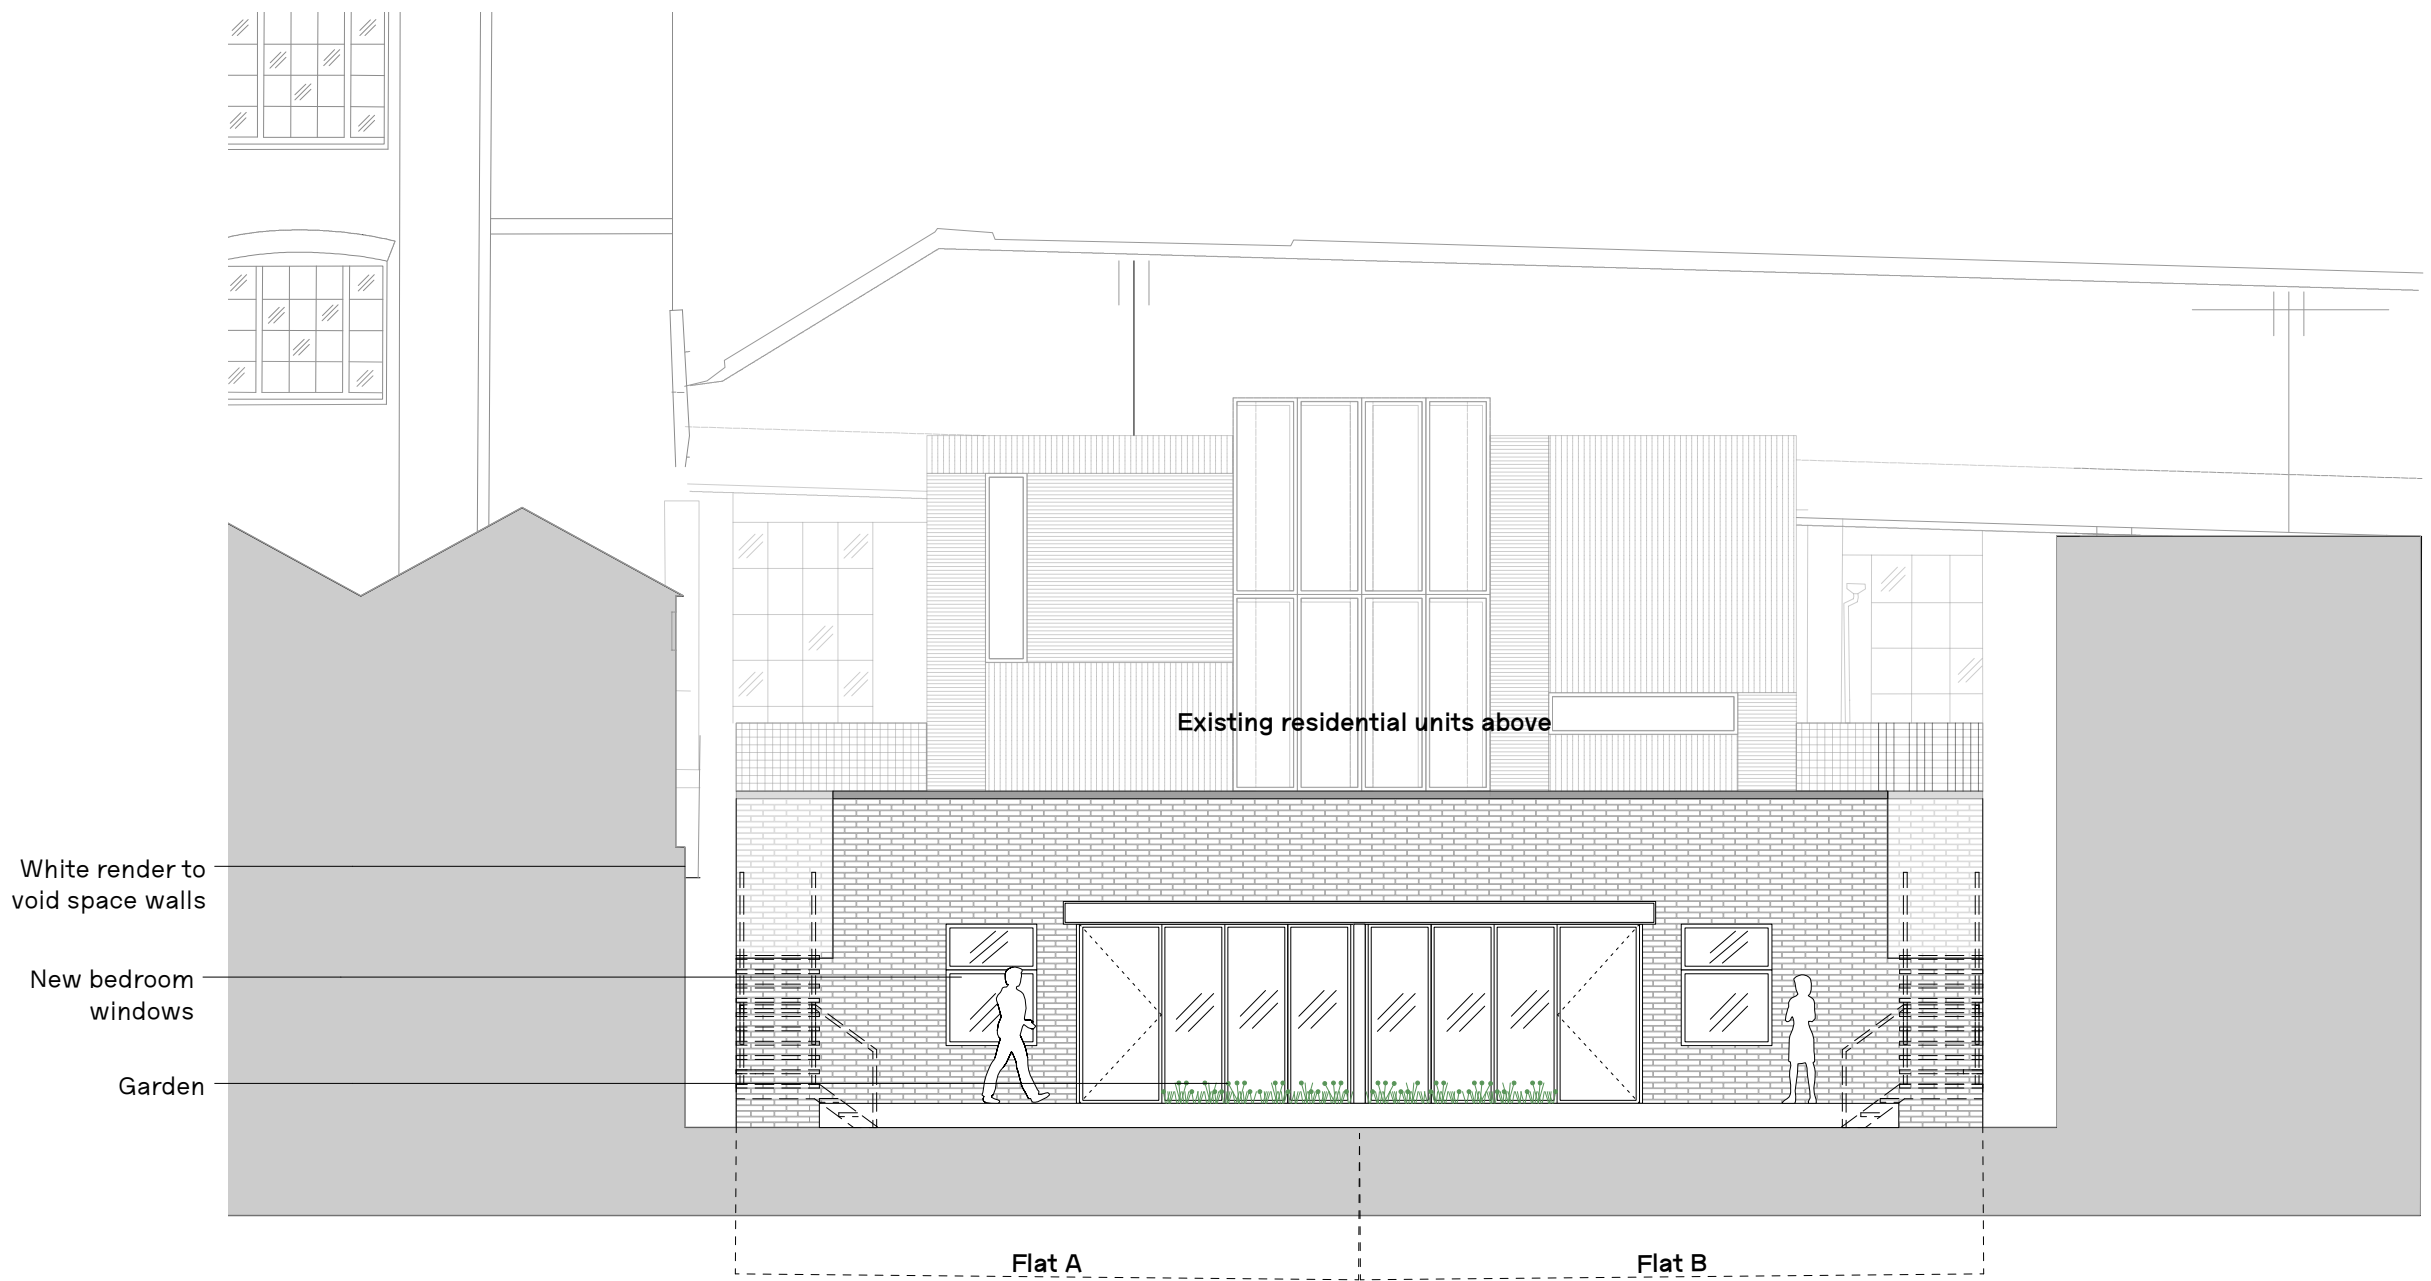 Existing residential units above
White render to
void space walls
New bedroom
windows
Garden
Flat A
Flat B